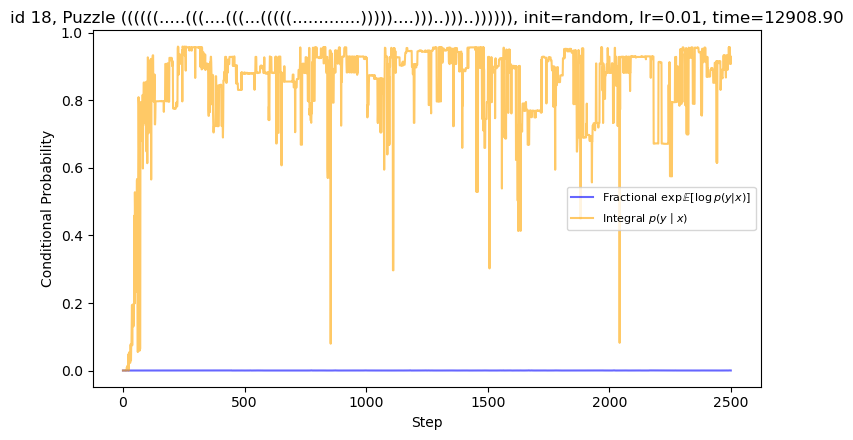 id 18, Puzzle ((((((.....(((....(((...(((((.............)))))....)))..)))..)))))), init=random, lr=0.01, time=12908.90
1.0
0.8
0.6
0.4
0.2
0.0
Conditional Probability
Fractional exp𝔼[log p(y|x)]
Integral p(y | x)
0
500
1000
1500
2000
2500
Step